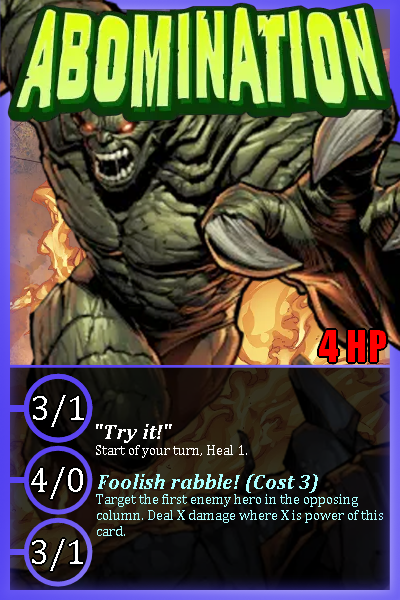 ABOMINATION
4 HP
3/1
"Try it!"
Start of your turn, Heal 1.
4/0
Foolish rabble! (Cost 3)
Target the first enemy hero in the opposing
column. Deal X damage where X is power of this
card.
3/1